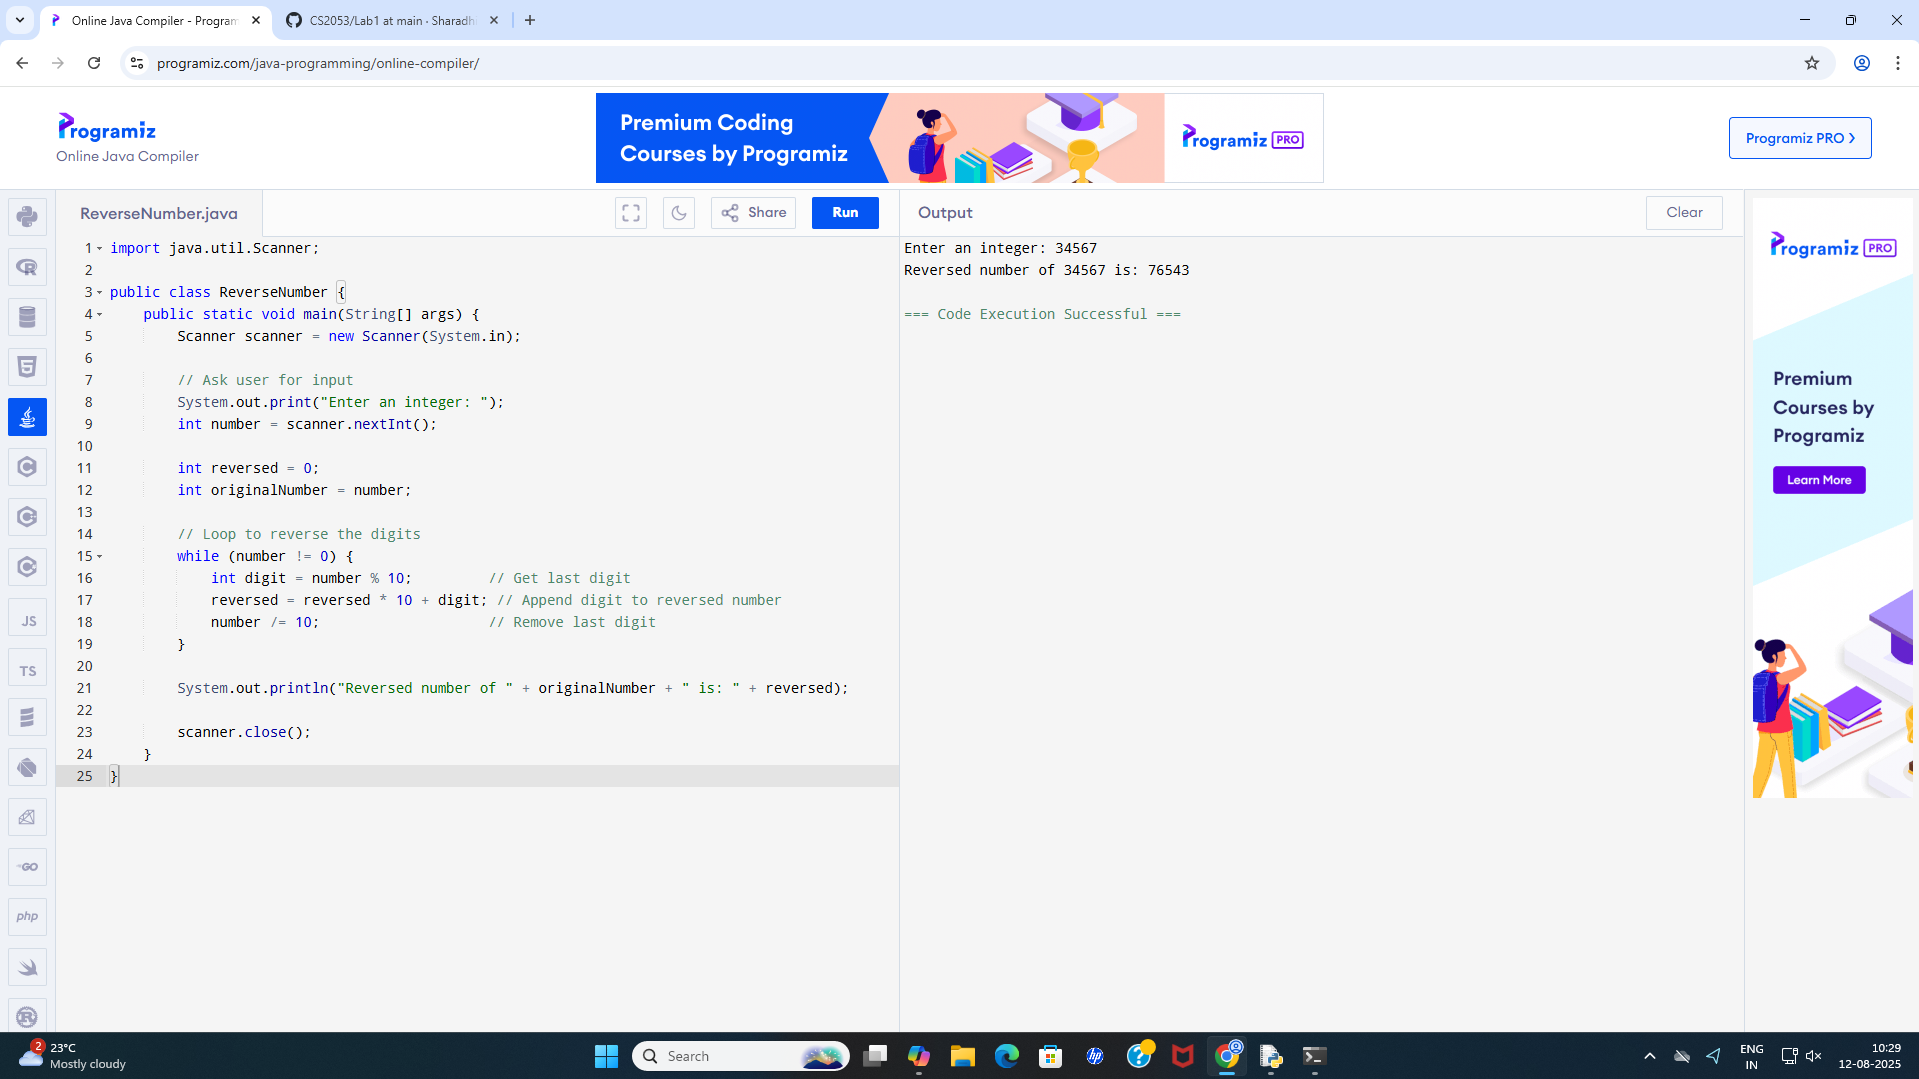 Online Java Compiler - Program
CS2053/Lab1 at main · Sharadh
programiz.com/java-programming/online-compiler/
Programiz
Online Java Compiler
Premium Coding
Courses by Programiz
Programiz PRO
Programiz PRO
ReverseNumber.java
Share
Run
Output
Clear
1 import java.util.Scanner;
2
3 public class ReverseNumber {
4 public static void main(String[] args) {
5 Scanner scanner = new Scanner(System.in);
6
7 // Ask user for input
8 System.out.print("Enter an integer: ");
9 int number = scanner.nextInt();
10
11 int reversed = 0;
12 int originalNumber = number;
13
14 // Loop to reverse the digits
15 while (number != 0) {
16 int digit = number % 10; // Get last digit
17 reversed = reversed * 10 + digit; // Append digit to reversed number
18 number /= 10; // Remove last digit
19 }
20
21 System.out.println("Reversed number of " + originalNumber + " is: " + reversed);
22
23 scanner.close();
24 }
25 }
Enter an integer: 34567
Reversed number of 34567 is: 76543
=== Code Execution Successful ===
Programiz PRO
Premium
Courses by
Programiz
Learn More
JS
TS
GO
php
2
23°C
Mostly cloudy
Search
hp
ENG
IN
10:29
12-08-2025